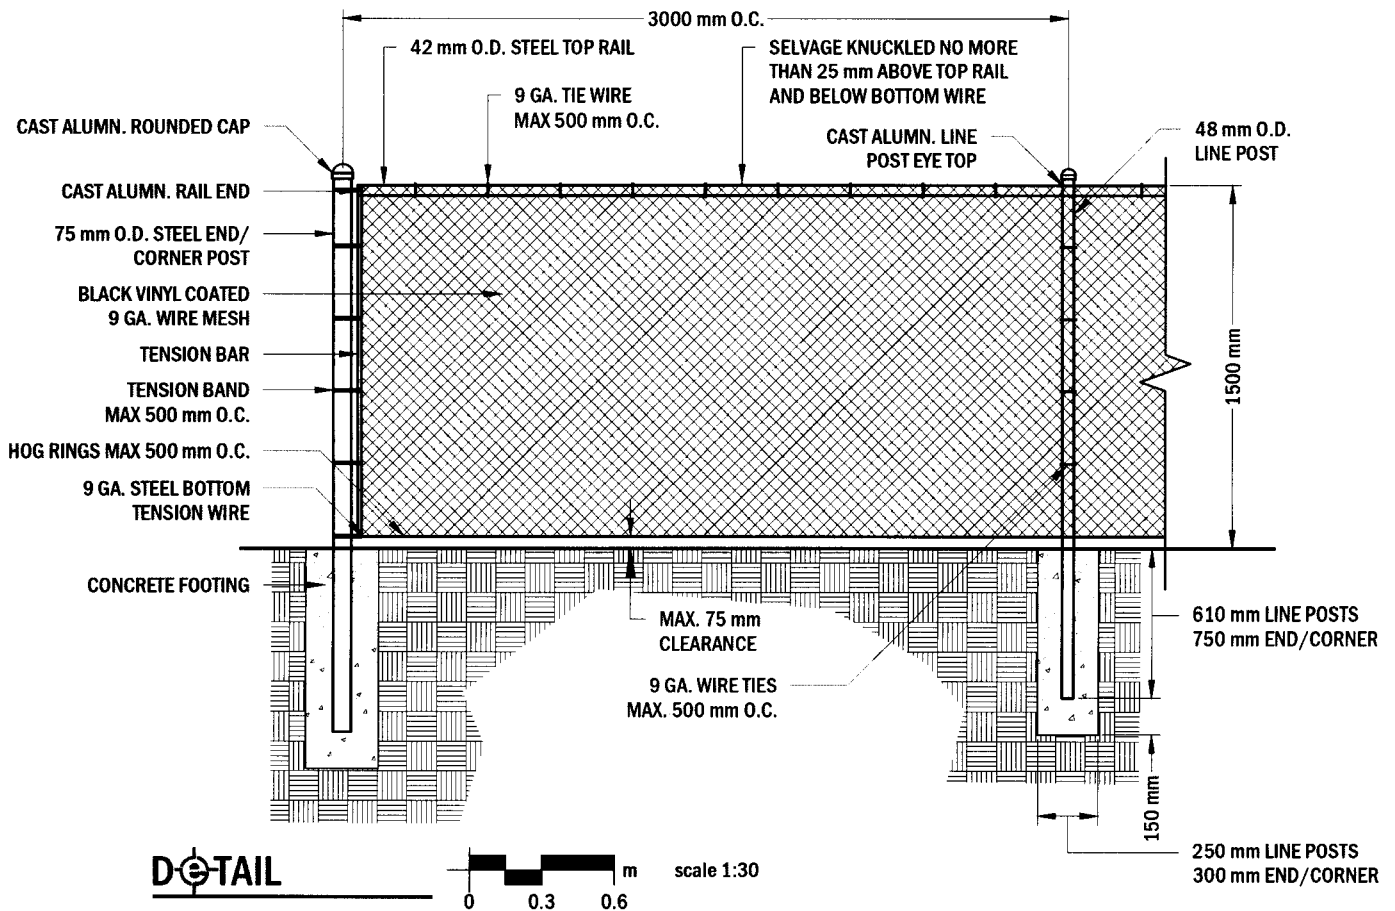 3000 mm O.C.
42 mm O.D. STEEL TOP RAIL
SELVAGE KNUCKLED NO MORE
THAN 25 mm ABOVE TOP RAIL
AND BELOW BOTTOM WIRE
9 GA. TIE WIRE
MAX 500 mm O.C.
CAST ALUMN. ROUNDED CAP
CAST ALUMN. LINE
POST EYE TOP
48 mm O.D.
LINE POST
CAST ALUMN. RAIL END
75 mm O.D. STEEL END/
CORNER POST
BLACK VINYL COATED
9 GA. WIRE MESH
TENSION BAR
TENSION BAND
MAX 500 mm O.C.
HOG RINGS MAX 500 mm O.C.
9 GA. STEEL BOTTOM
TENSION WIRE
1500 mm
CONCRETE FOOTING
MAX. 75 mm
CLEARANCE
9 GA. WIRE TIES
MAX. 500 mm O.C.
610 mm LINE POSTS
750 mm END/CORNER
150 mm
250 mm LINE POSTS
300 mm END/CORNER
DeTAIL
m
scale 1:30
0
0.3
0.6